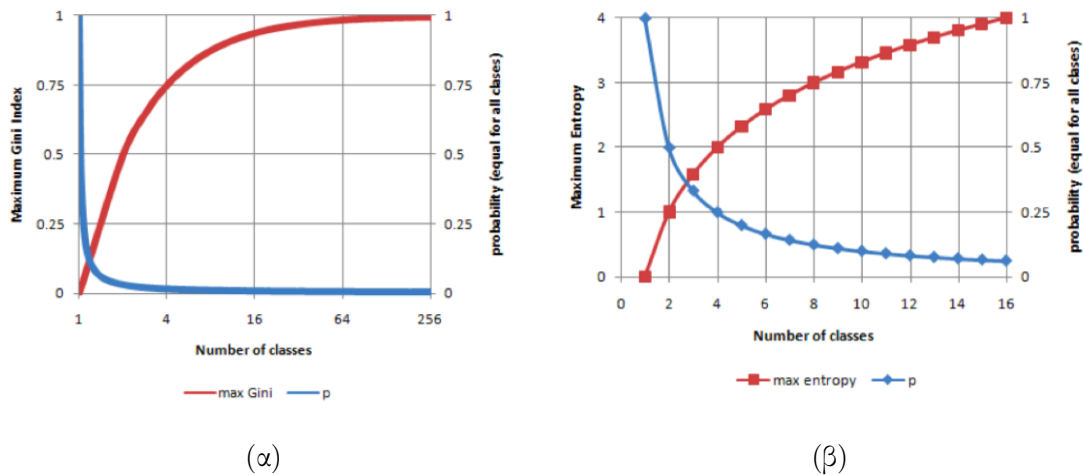 1
0.75
0.5
0.25
0
Maximum Gini Index
1
0.75
0.5
0.25
0
probability (equal for all clases)
1
4
16
64
256
Number of classes
max Gini
p
(α)
4
3
2
1
0
Maximum Entropy
1
0.75
0.5
0.25
0
probability (equal for all clases)
0
2
4
6
8
10
12
14
16
Number of classes
max entropy
p
(β)